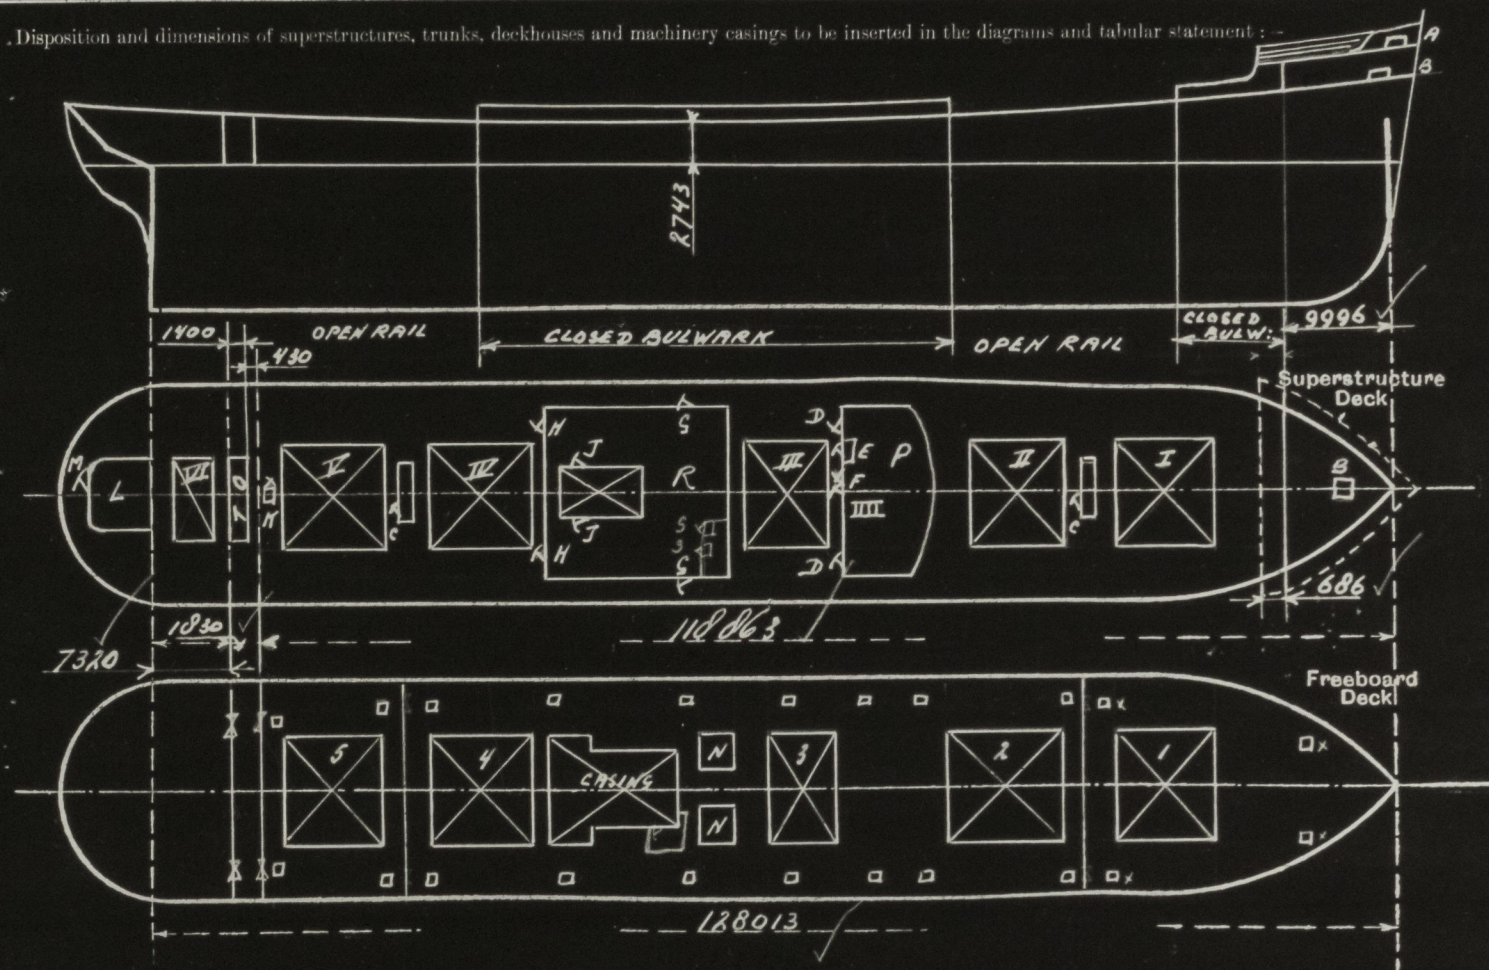 Disposition and dimensions of superstructures, trunks, deckhouses and machinery casings to be inserted in the diagrams and tabular statement :—
A
B
2743
1400
OPEN RAIL
CLOSED BULWARK
OPEN RAIL
CLOSED
BULW:
9996
430
Superstructure
Deck
M
L
VI
T O
K
V
C
IV
H
J
G
R
S
S
G
J
H
III
D
E
P
F
IIII
D
II
C
I
B
686
1830
118863
7320
Freeboard
Deck
5
4
CASING
N
N
3
2
1
x
x
x
x
128013